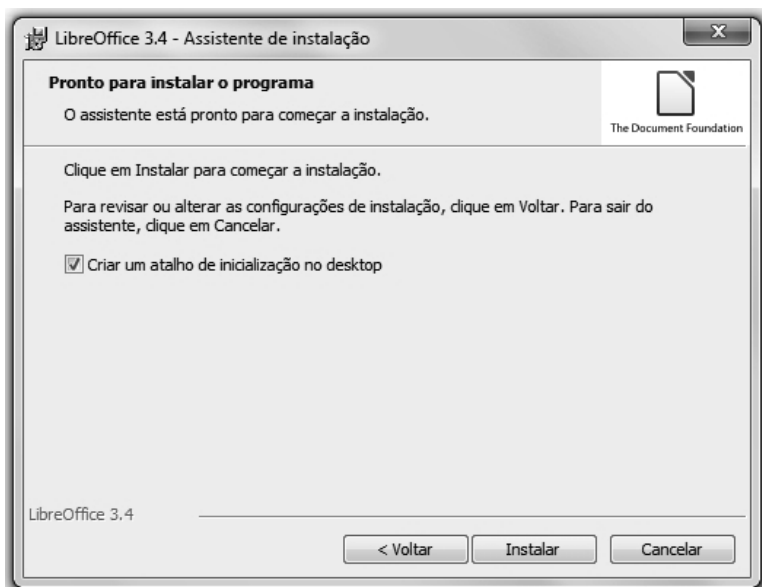 LibreOffice 3.4 - Assistente de instalação
X
Pronto para instalar o programa
O assistente está pronto para começar a instalação.
The Document Foundation
Clique em Instalar para começar a instalação.
Para revisar ou alterar as configurações de instalação, clique em Voltar. Para sair do
assistente, clique em Cancelar.
Criar um atalho de inicialização no desktop
LibreOffice 3.4
< Voltar
Instalar
Cancelar